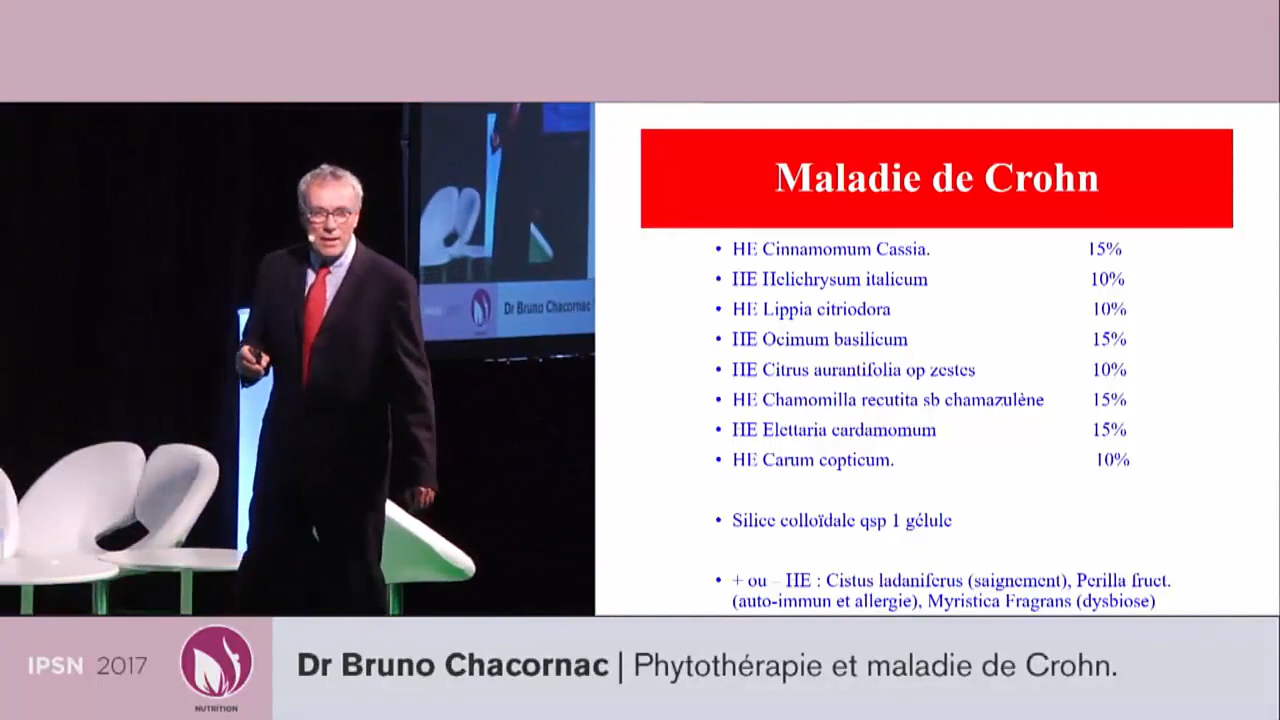 Maladie de Crohn
• HE Cinnamomum Cassia. 15%
• HE Helichrysum italicum 10%
• HE Lippia citriodora 10%
• HE Ocimum basilicum 15%
• HE Citrus aurantifolia op zestes 10%
• HE Chamomilla recutita sb chamazulène 15%
• HE Elettaria cardamomum 15%
• HE Carum copticum. 10%
• Silice colloïdale qsp 1 gélule
• + ou – HE : Cistus ladaniferus (saignement), Perilla fruct.
(auto-immun et allergie), Myristica Fragrans (dysbiose)
Dr Bruno Chacornac
IPSN 2017
NUTRITION
Dr Bruno Chacornac | Phytothérapie et maladie de Crohn.